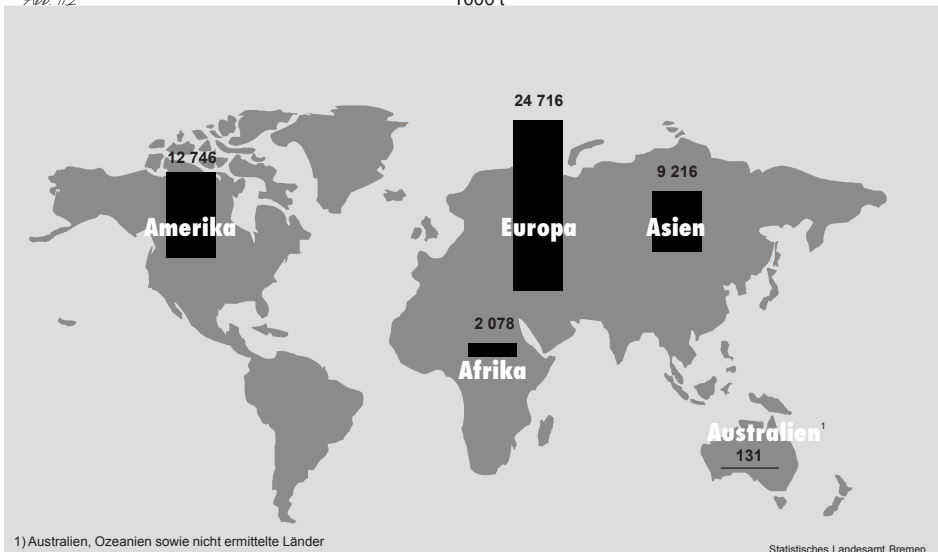 1000 t
24 716
12 746
9 216
Amerika
Europa
Asien
2 078
Afrika
Australien¹
131
1) Australien, Ozeanien sowie nicht ermittelte Länder
Statistisches Landesamt Bremen